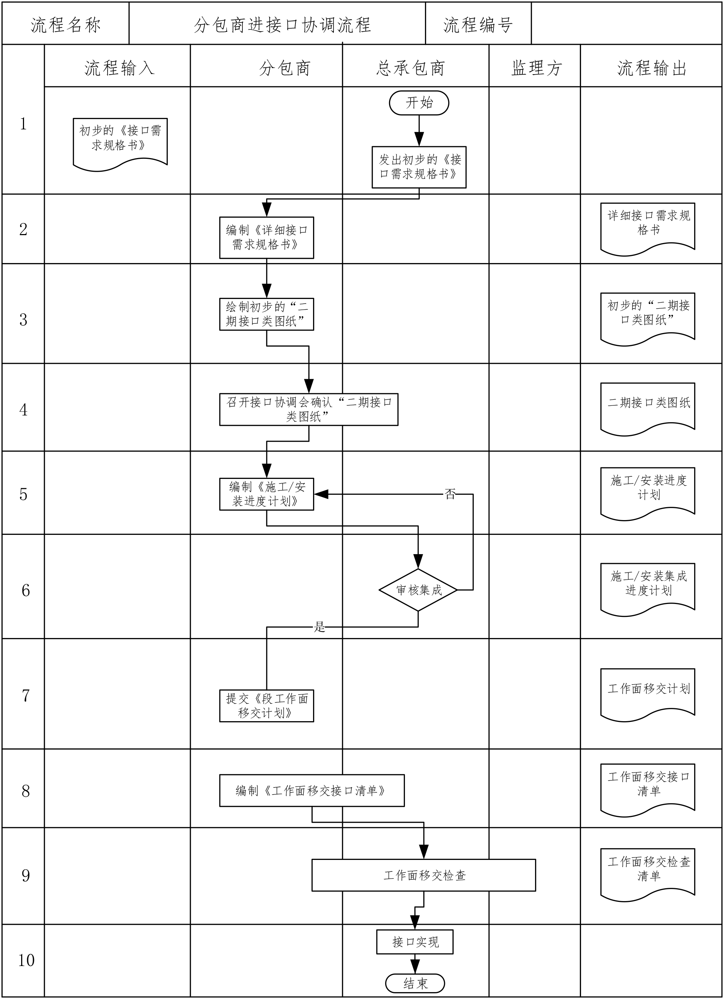 流程名称
分包商进接口协调流程
流程编号
流程输入
分包商
总承包商
监理方
流程输出
1
初步的《接口需
求规格书》
开始
发出初步的《接
口需求规格书》
2
编制《详细接口
需求规格书》
详细接口需求规
格书
3
绘制初步的“二
期接口类图纸”
初步的“二期接
口类图纸”
4
召开接口协调会确认“二期接口
类图纸”
二期接口类图纸
5
编制《施工/安
装进度计划》
否
施工/安装进度
计划
6
审核集成
是
施工/安装集成
进度计划
7
提交《段工作面
移交计划》
工作面移交计划
8
编制《工作面移交接口清单》
工作面移交接口
清单
9
工作面移交检查
工作面移交检查
清单
10
接口实现
结束